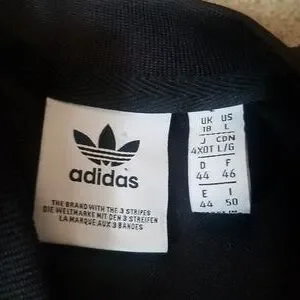 adidas
THE BRAND WITH THE 3 STRIPES
DIE WELTMARKE MIT DEN 3 STREIFEN
LA MARQUE AUX 3 BANDES
UK US
18 L
J CDN
4XOT L/G
D F
44 46
E I
44 50